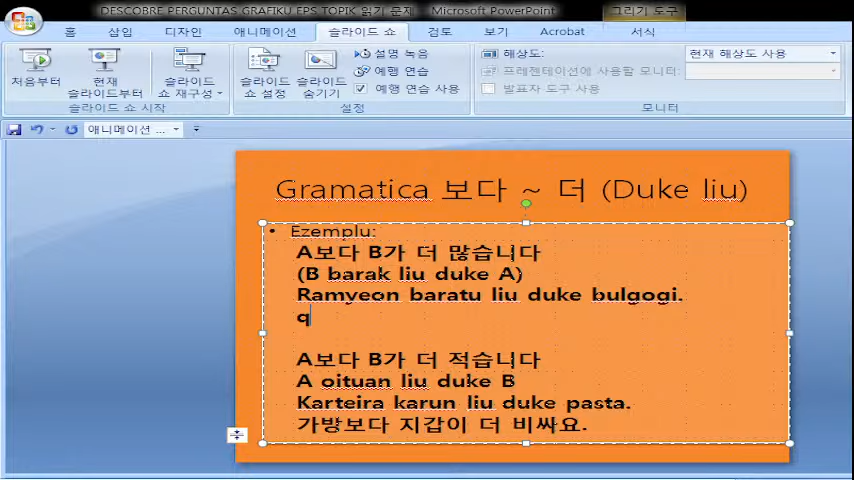 DESCOBRE PERGUNTAS GRAFIKU EPS TOPIK 읽기 문제 - Microsoft PowerPoint 그리기 도구
홈 삽입 디자인 애니메이션 슬라이드 쇼 검토 보기 Acrobat 서식
처음부터
현재
슬라이드부터
슬라이드
쇼 재구성
슬라이드 쇼 시작
슬라이드
쇼 설정
슬라이드
숨기기
설명 녹음
예행 연습
예행 연습 사용
설정
해상도: 현재 해상도 사용
프레젠테이션에 사용할 모니터:
발표자 도구 사용
모니터
애니메이션 ...
Gramatica 보다 ~ 더 (Duke liu)
• Ezemplu:
A보다 B가 더 많습니다
(B barak liu duke A)
Ramyeon baratu liu duke bulgogi.
q
A보다 B가 더 적습니다
A oituan liu duke B
Karteira karun liu duke pasta.
가방보다 지갑이 더 비싸요.